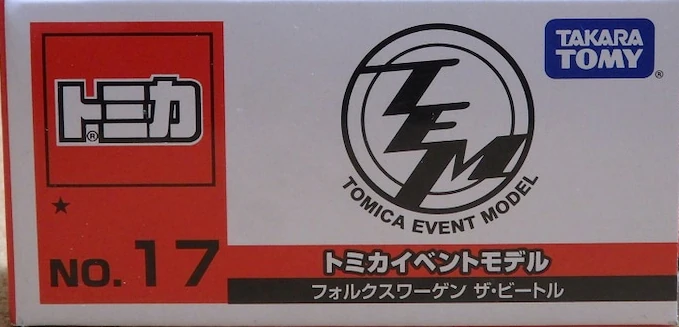 トミカ
®
★
NO. 17
TEM
TOMICA EVENT MODEL
TAKARA
TOMY
®
トミカイベントモデル
フォルクスワーゲン ザ・ビートル